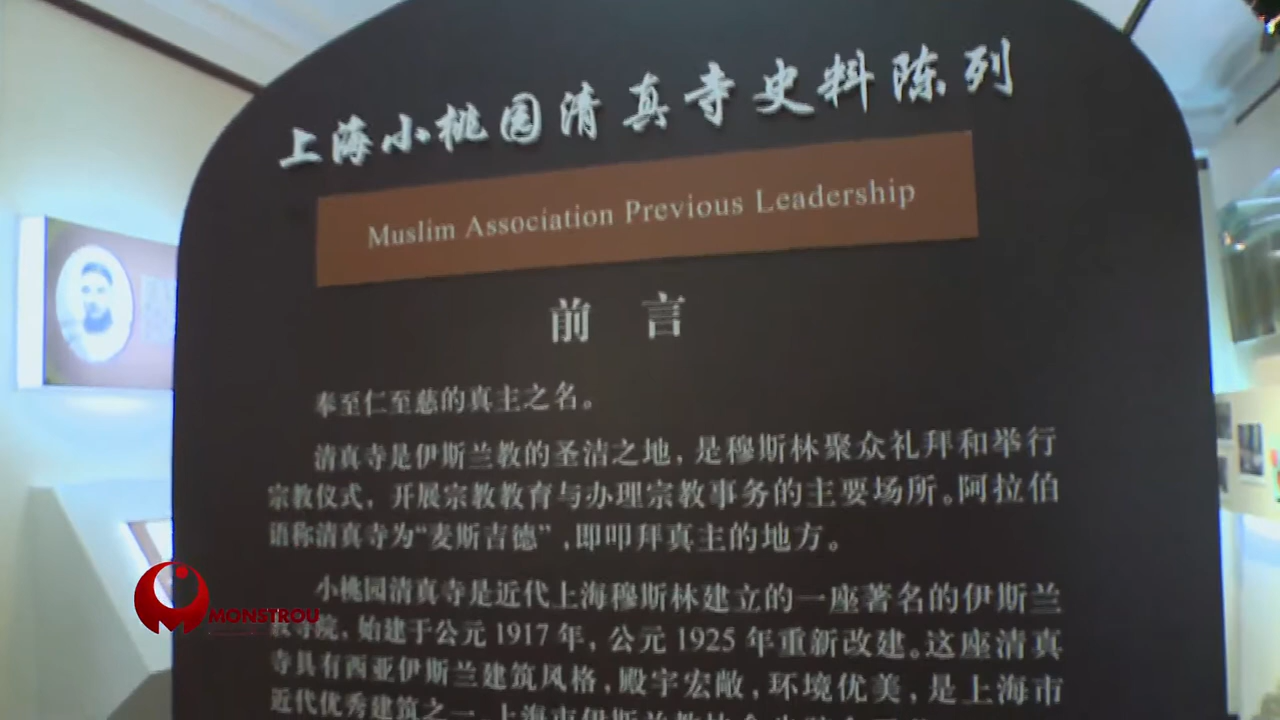 上海小桃园清真寺史料陈列
Muslim Association Previous Leadership
前 言
奉至仁至慈的真主之名。
清真寺是伊斯兰教的圣洁之地，是穆斯林聚众礼拜和举行
宗教仪式，开展宗教教育与办理宗教事务的主要场所。阿拉伯
语称清真寺为“麦斯吉德”，即叩拜真主的地方。
小桃园清真寺是近代上海穆斯林建立的一座著名的伊斯兰
教寺院，始建于公元 1917 年，公元 1925 年重新改建。这座清真
寺具有西亚伊斯兰建筑风格，殿宇宏敞，环境优美，是上海市
近代优秀建筑之一
MONSTROU